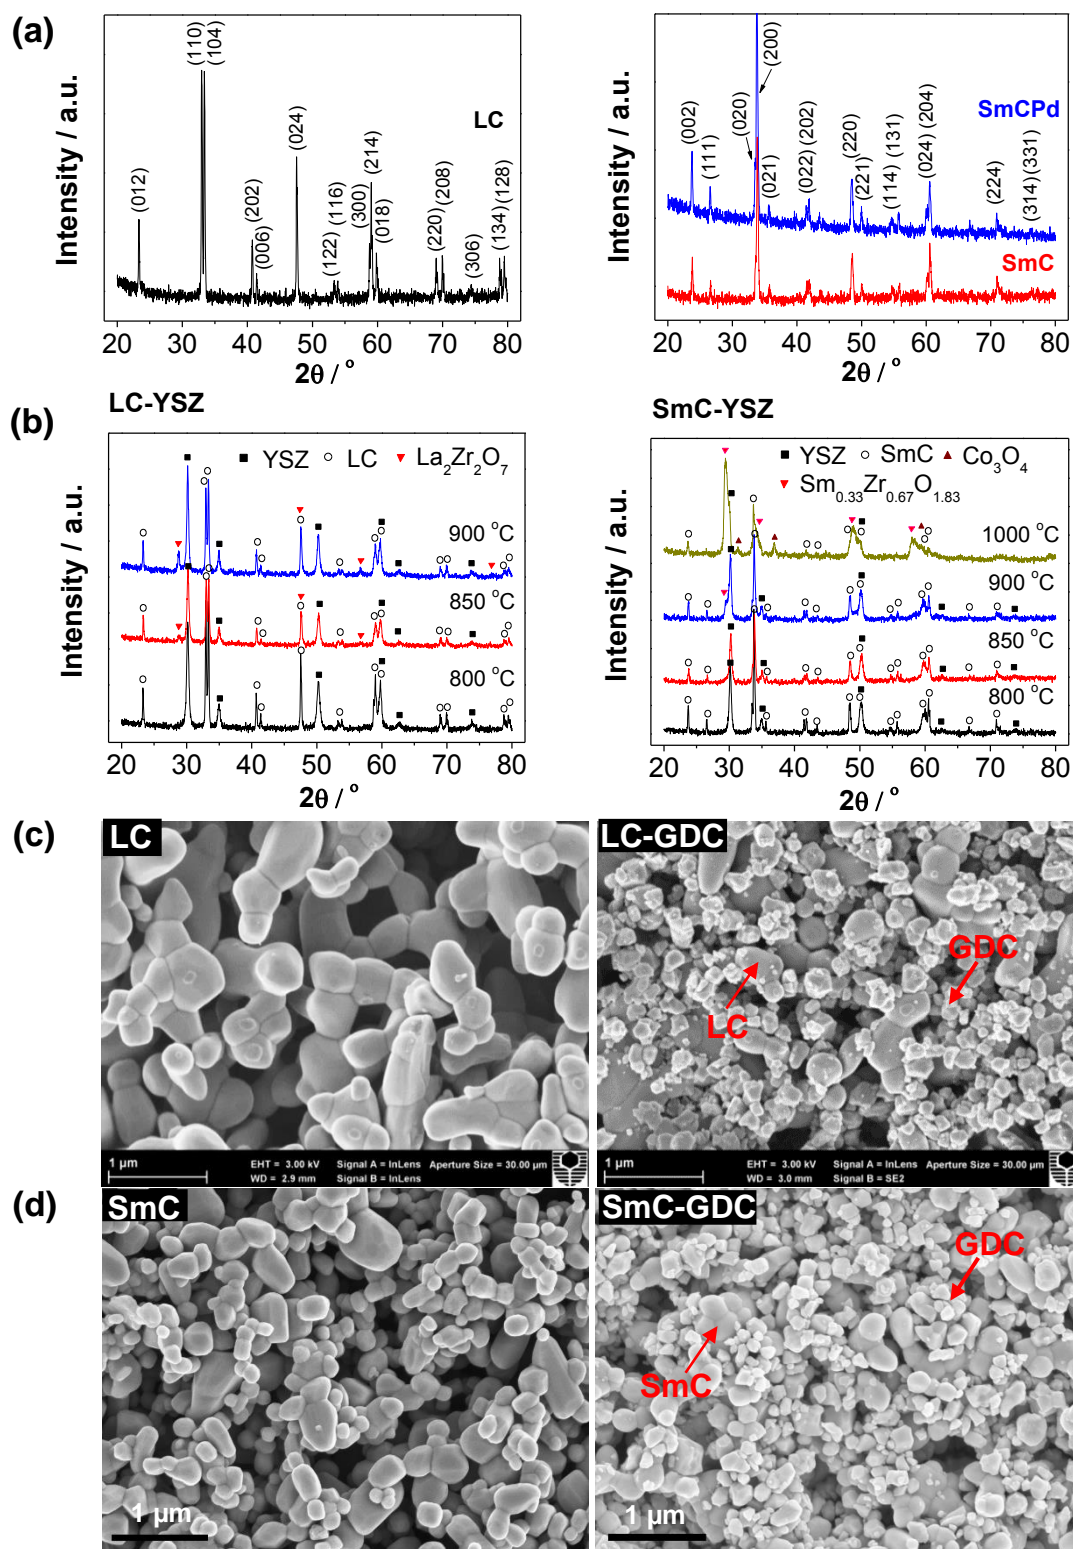 (a)
(110)
(104)
(012)
(202)
(006)
(024)
(122)
(116)
(300)
(214)
(018)
(220)
(208)
(306)
(134)
(128)
LC
Intensity / a.u.
20 30 40 50 60 70 80
2θ / °
(002)
(111)
(020)
(200)
(021)
(022)
(202)
(220)
(221)
(114)
(131)
(024)
(204)
(224)
(314)
(331)
SmCPd
SmC
Intensity / a.u.
20 30 40 50 60 70 80
2θ / °
(b)
LC-YSZ
YSZ LC La2Zr2O7
900 °C
850 °C
800 °C
Intensity / a.u.
20 30 40 50 60 70 80
2θ / °
SmC-YSZ
YSZ SmC Co3O4
Sm0.33Zr0.67O1.83
1000 °C
900 °C
850 °C
800 °C
Intensity / a.u.
20 30 40 50 60 70 80
2θ / °
(c)
LC
1 µm
EHT = 3.00 kV Signal A = InLens Aperture Size = 30.00 µm
WD = 2.9 mm Signal B = InLens
LC-GDC
GDC
LC
1 µm
EHT = 3.00 kV Signal A = InLens Aperture Size = 30.00 µm
WD = 3.0 mm Signal B = SE2
(d)
SmC
1 µm
SmC-GDC
GDC
SmC
1 µm